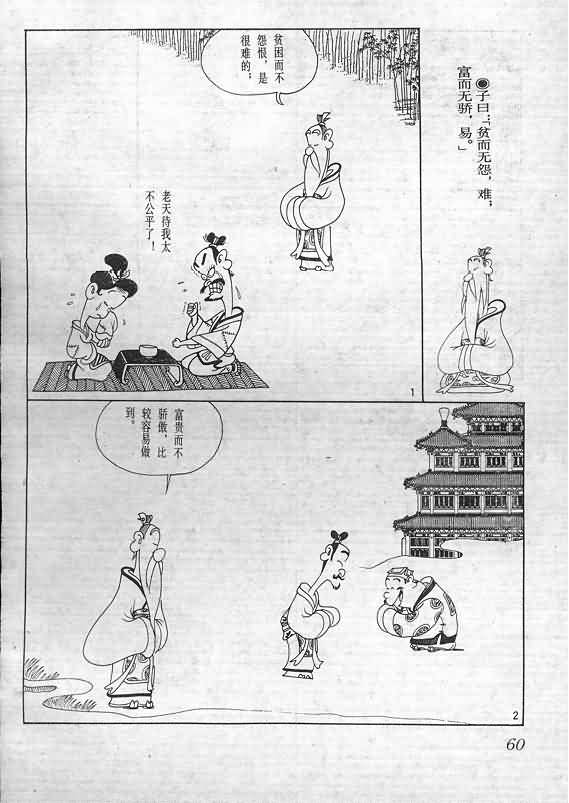 ◉子曰：「贫而无怨，难；
富而无骄，易。」
贫困而不
怨恨，是
很难的；
老天待我太
不公平了！
1
富贵而不
骄傲，比
较容易做
到。
2
60